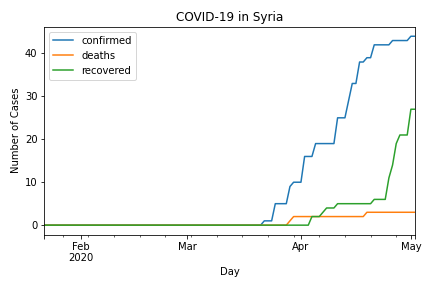 COVID-19 in Syria
confirmed
deaths
recovered
Number of Cases
40
30
20
10
0
Feb
2020
Mar
Apr
May
Day